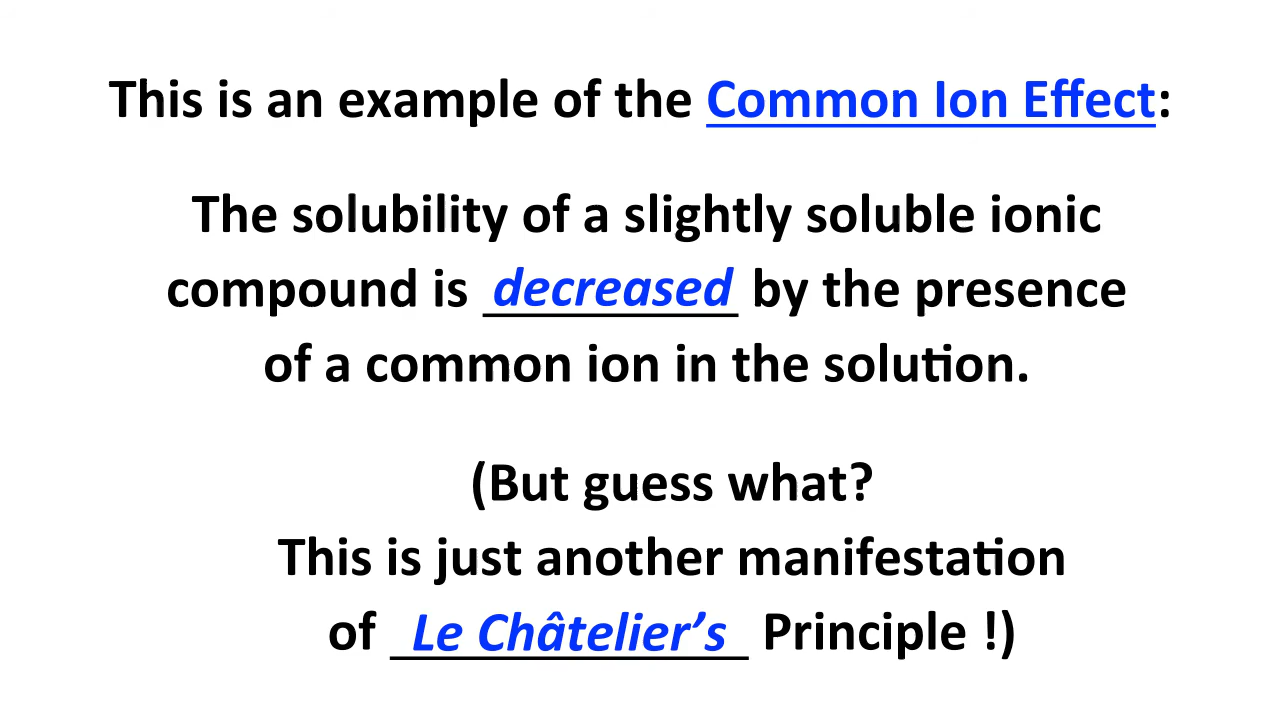 This is an example of the Common Ion Effect:
The solubility of a slightly soluble ionic
compound is decreased by the presence
of a common ion in the solution.
(But guess what?
This is just another manifestation
of Le Châtelier’s Principle !)